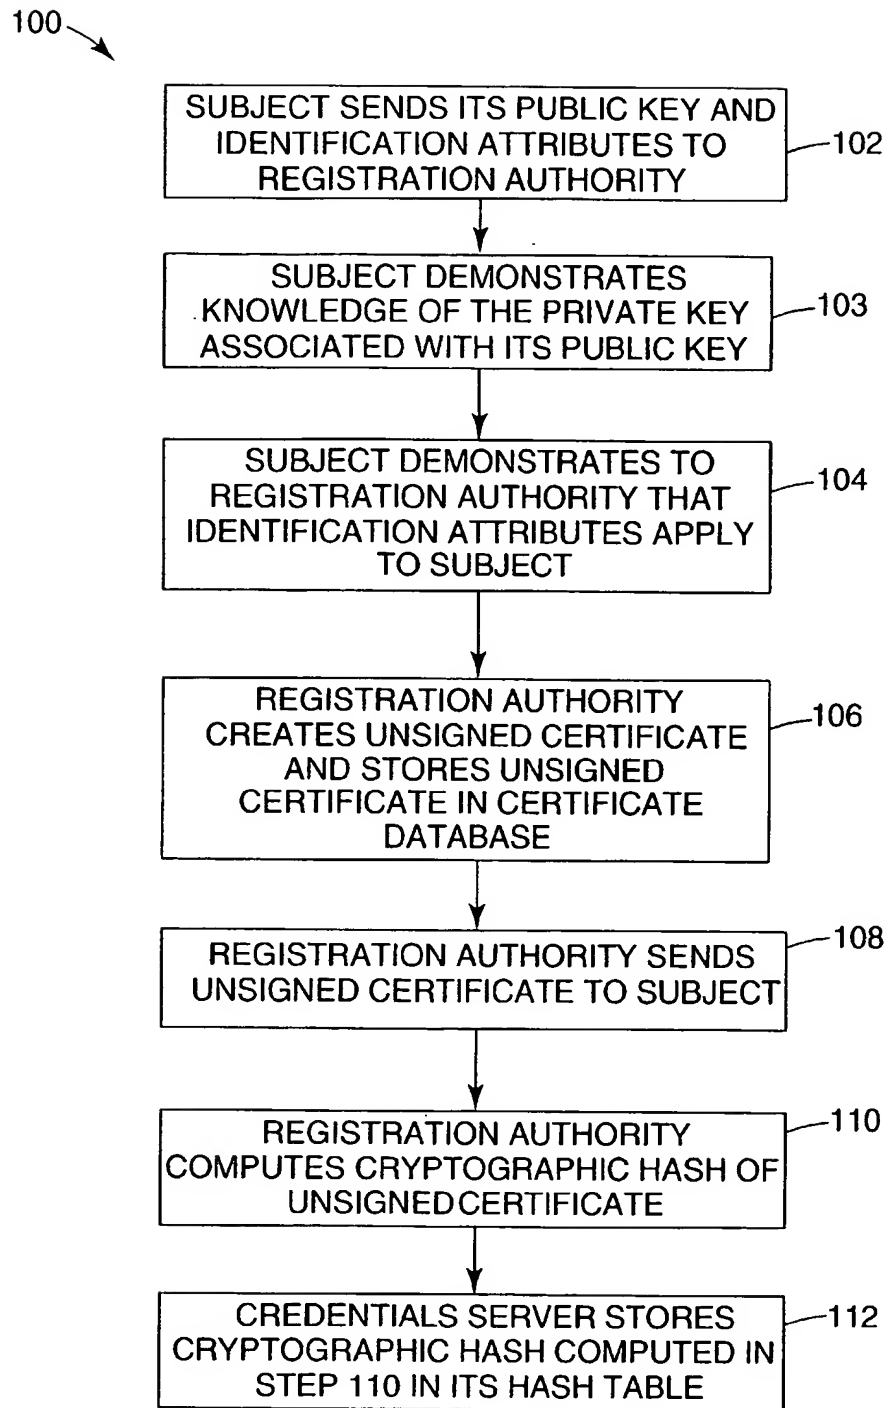 100
SUBJECT SENDS ITS PUBLIC KEY AND
IDENTIFICATION ATTRIBUTES TO
REGISTRATION AUTHORITY
102
SUBJECT DEMONSTRATES
KNOWLEDGE OF THE PRIVATE KEY
ASSOCIATED WITH ITS PUBLIC KEY
103
SUBJECT DEMONSTRATES TO
REGISTRATION AUTHORITY THAT
IDENTIFICATION ATTRIBUTES APPLY
TO SUBJECT
104
REGISTRATION AUTHORITY
CREATES UNSIGNED CERTIFICATE
AND STORES UNSIGNED
CERTIFICATE IN CERTIFICATE
DATABASE
106
REGISTRATION AUTHORITY SENDS
UNSIGNED CERTIFICATE TO SUBJECT
108
REGISTRATION AUTHORITY
COMPUTES CRYPTOGRAPHIC HASH OF
UNSIGNED CERTIFICATE
110
CREDENTIALS SERVER STORES
CRYPTOGRAPHIC HASH COMPUTED IN
STEP 110 IN ITS HASH TABLE
112